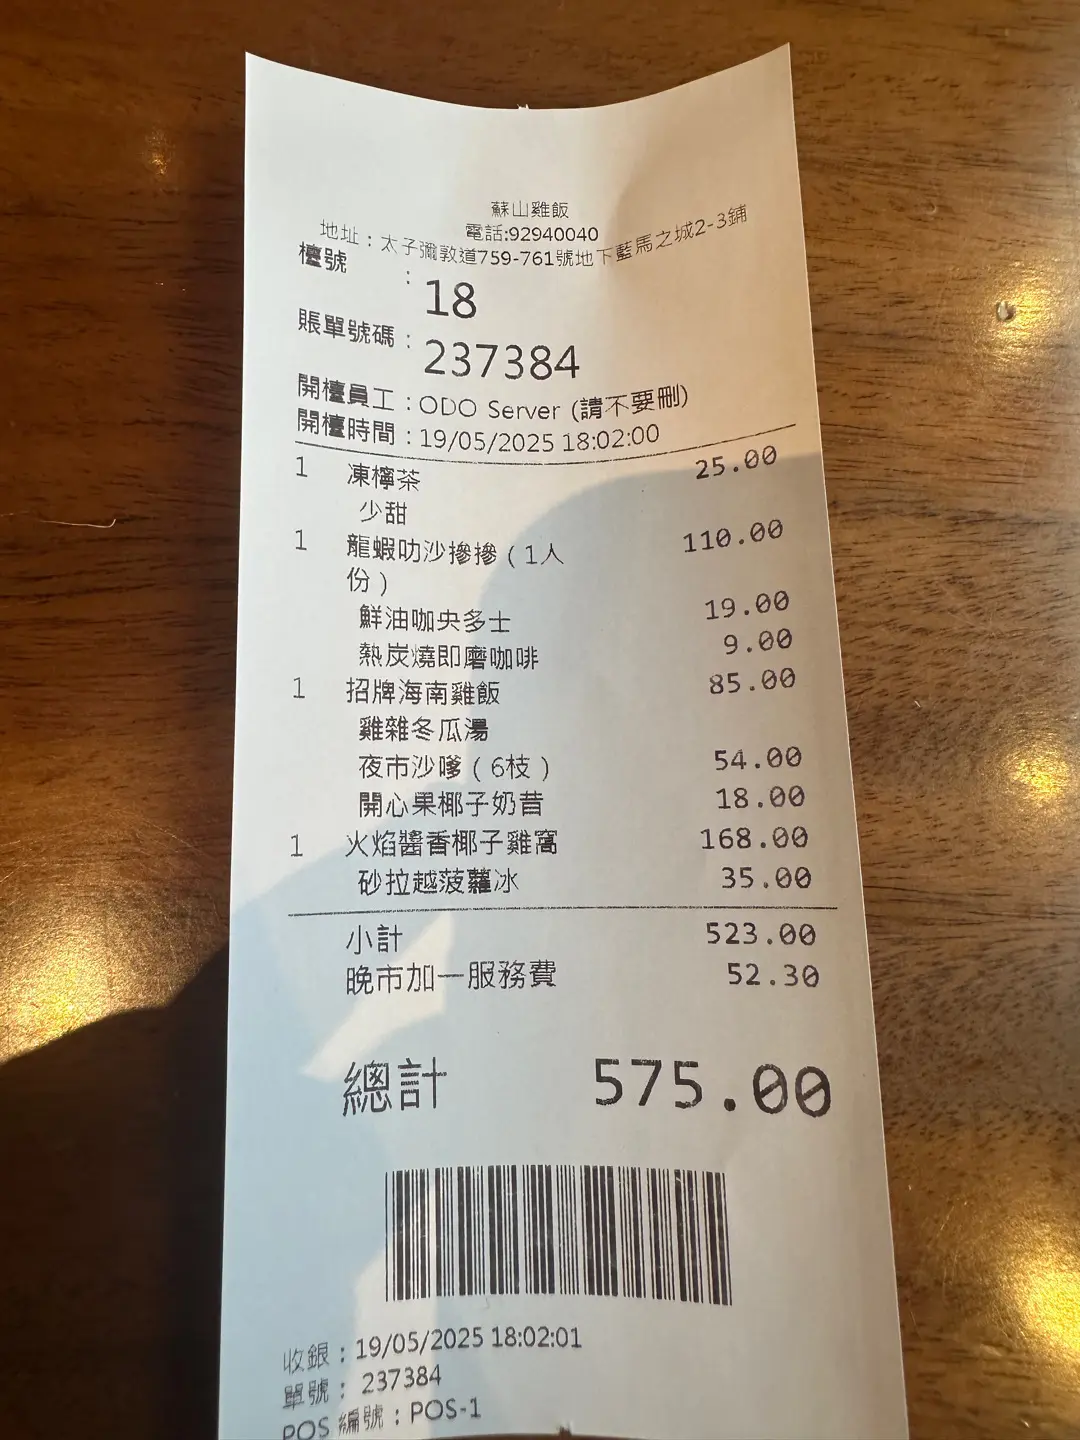 蘇山雞飯
電話:92940040
地址：太子彌敦道759-761號地下藍馬之城2-3鋪
檯號 : 18
賬單號碼 : 237384
開檯員工 : ODO Server (請不要刪)
開檯時間 : 19/05/2025 18:02:00
1 凍檸茶 25.00
少甜
1 龍蝦叻沙摻摻（1人 110.00
份）
鮮油咖央多士 19.00
熱炭燒即磨咖啡 9.00
1 招牌海南雞飯 85.00
雞雜冬瓜湯
夜市沙嗲（6枝） 54.00
開心果椰子奶昔 18.00
1 火焰醬香椰子雞窩 168.00
砂拉越菠蘿冰 35.00
小計 523.00
晚市加一服務費 52.30
總計 575.00
收銀 : 19/05/2025 18:02:01
單號 : 237384
POS 編號 : POS-1